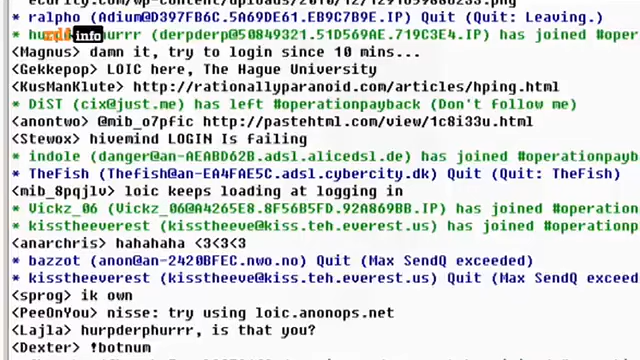 ecurity.com/wp-content/uploads/2010/12/1291059880233.png
* ralpho (Adium@D397FB6C.5A69DE61.EB9C7B9E.IP) Quit (Quit: Leaving.)
* hurrr (derpderp@50849321.51D569AE.719C3E4.IP) has joined #oper
zdf info
<Magnus> damn it, try to login since 10 mins...
<Gekkepop> LOIC here, The Hague University
<KusManKlute> http://rationallyparanoid.com/articles/hping.html
* DiST (cix@just.me) has left #operationpayback (Don't follow me)
<anontwo> @mib_o7pfic http://pastehtml.com/view/1c8i33u.html
<Stewox> hivemind LOGIN Is failing
* indole (danger@an-AEABD62B.adsl.alicedsl.de) has joined #operationpayb
* TheFish (Thefish@an-EA4FAE5C.adsl.cybercity.dk) Quit (Quit: TheFish)
<mib_8pqjlv> loic keeps loading at logging in
* Vickz_06 (Vickz_06@A4265E8.8F56B5FD.92A869BB.IP) has joined #operation
* kisstheeverest (kisstheeve@kiss.teh.everest.us) has joined #operationp
<anarchris> hahahaha <3<3<3
* bazzot (anon@an-2420BFEC.nwo.no) Quit (Max SendQ exceeded)
* kisstheeverest (kisstheeve@kiss.teh.everest.us) Quit (Max SendQ exceed
<sprog> ik own
<PeeOnYou> nisse: try using loic.anonops.net
<Lajla> hurpderphurrr, is that you?
<Dexter> !botnum